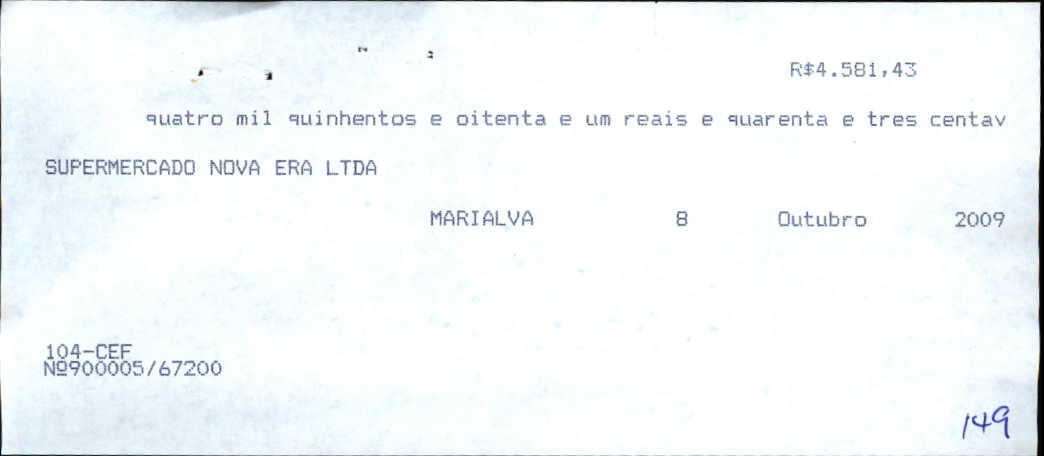 R$4.581,43
quatro mil quinhentos e oitenta e um reais e quarenta e tres centav
SUPERMERCADO NOVA ERA LTDA
MARIALVA 8 Outubro 2009
104-CEF
Nº900005/67200
149